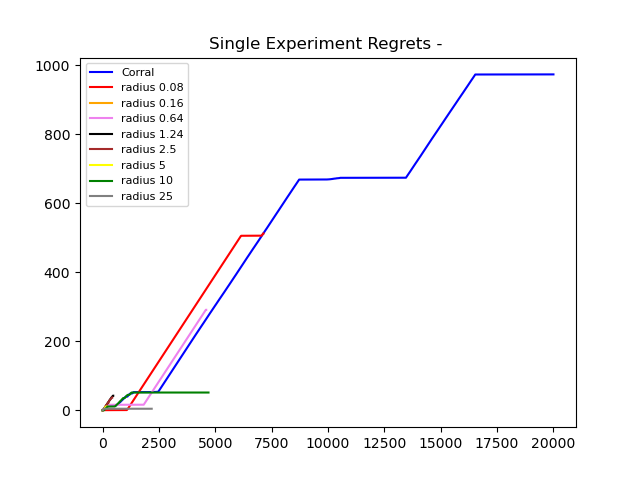 Single Experiment Regrets -
Corral
radius 0.08
radius 0.16
radius 0.64
radius 1.24
radius 2.5
radius 5
radius 10
radius 25
1000
800
600
400
200
0
0 2500 5000 7500 10000 12500 15000 17500 20000